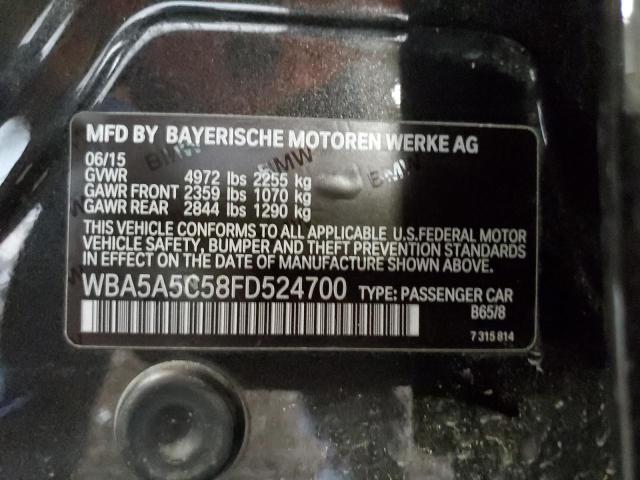 MFD BY BAYERISCHE MOTOREN WERKE AG
06/15
GVWR 4972 lbs 2255 kg
GAWR FRONT 2359 lbs 1070 kg
GAWR REAR 2844 lbs 1290 kg
THIS VEHICLE CONFORMS TO ALL APPLICABLE U.S.FEDERAL MOTOR
VEHICLE SAFETY, BUMPER AND THEFT PREVENTION STANDARDS
IN EFFECT ON THE DATE OF MANUFACTURE SHOWN ABOVE.
WBA5A5C58FD524700 TYPE: PASSENGER CAR
B65/8
7 315 814
BMW
BMW
BMW